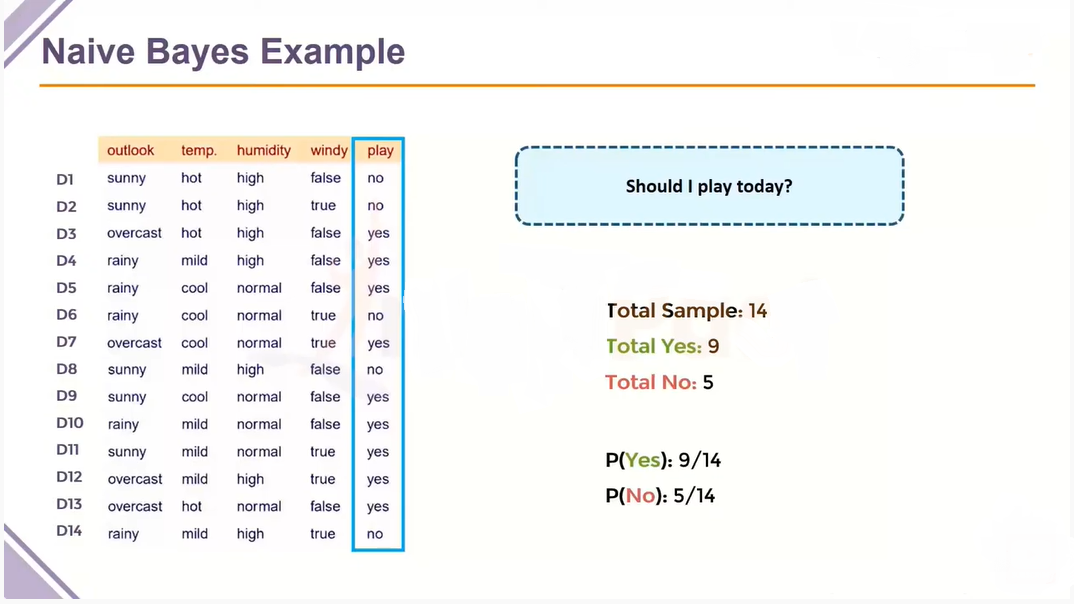 Naive Bayes Example
outlook temp. humidity windy play
D1 sunny hot high false no
D2 sunny hot high true no
D3 overcast hot high false yes
D4 rainy mild high false yes
D5 rainy cool normal false yes
D6 rainy cool normal true no
D7 overcast cool normal true yes
D8 sunny mild high false no
D9 sunny cool normal false yes
D10 rainy mild normal false yes
D11 sunny mild normal true yes
D12 overcast mild high true yes
D13 overcast hot normal false yes
D14 rainy mild high true no
Should I play today?
Total Sample: 14
Total Yes: 9
Total No: 5
P(Yes): 9/14
P(No): 5/14